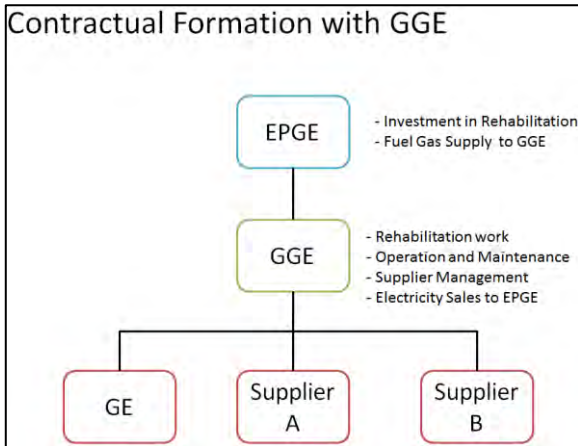 Contractual Formation with GGE
EPGE
- Investment in Rehabilitation
- Fuel Gas Supply to GGE
GGE
- Rehabilitation work
- Operation and Maintenance
- Supplier Management
- Electricity Sales to EPGE
GE
Supplier
A
Supplier
B